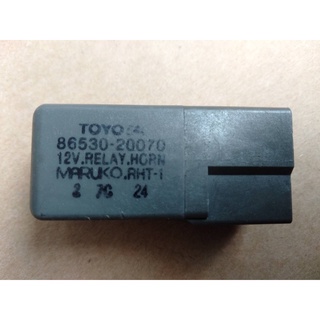 TOYOTA
86530-20070
12V.RELAY.HORN
MARUKO.RHT-1
2 7G 24